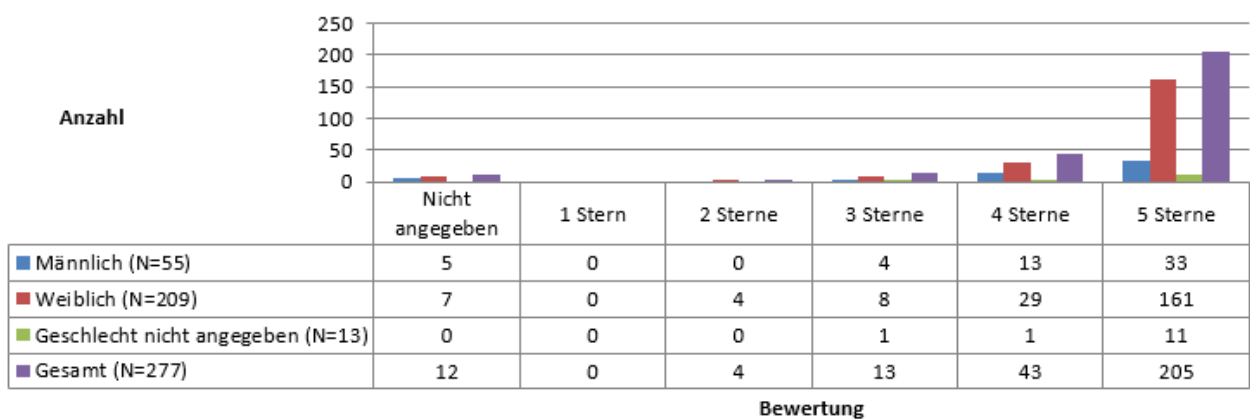 250
200
150
Anzahl
100
50
0
Nicht angegeben 1 Stern 2 Sterne 3 Sterne 4 Sterne 5 Sterne
Männlich (N=55) 5 0 0 4 13 33
Weiblich (N=209) 7 0 4 8 29 161
Geschlecht nicht angegeben (N=13) 0 0 0 1 1 11
Gesamt (N=277) 12 0 4 13 43 205
Bewertung